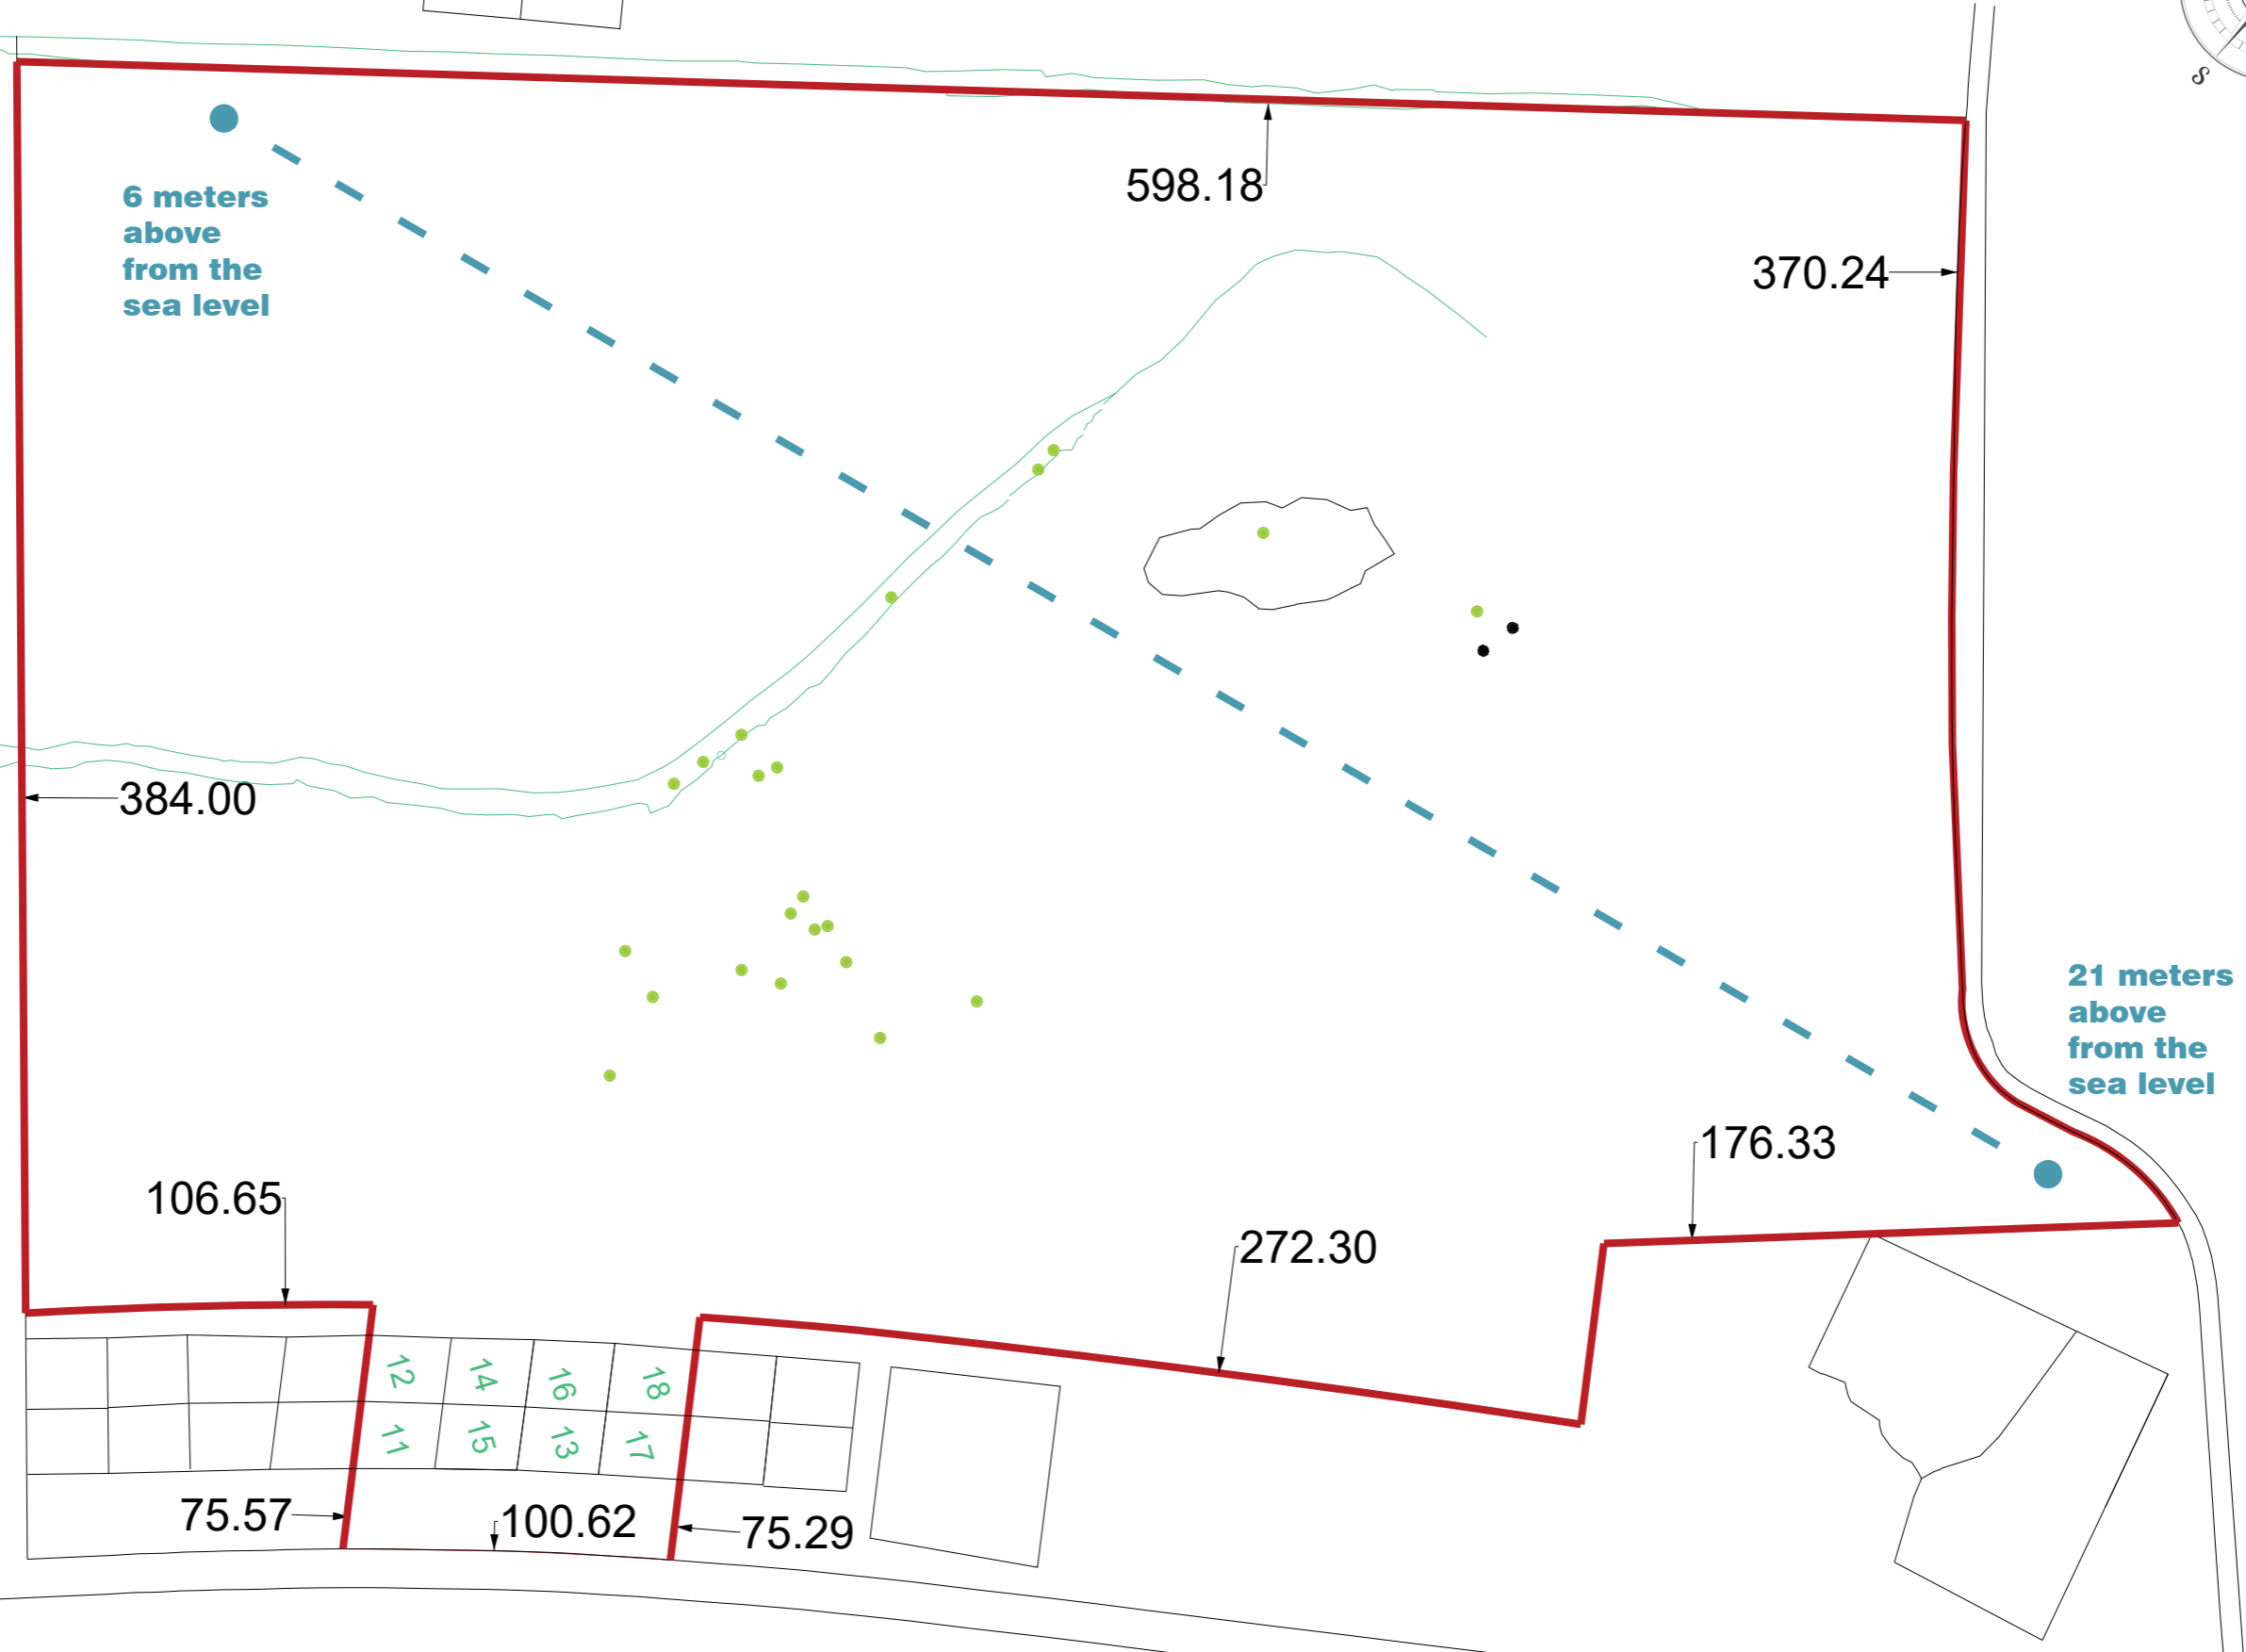 S
598.18
6 meters
above
from the
sea level
370.24
384.00
21 meters
above
from the
sea level
176.33
106.65
272.30
12
14
16
18
11
15
13
17
75.57
100.62
75.29